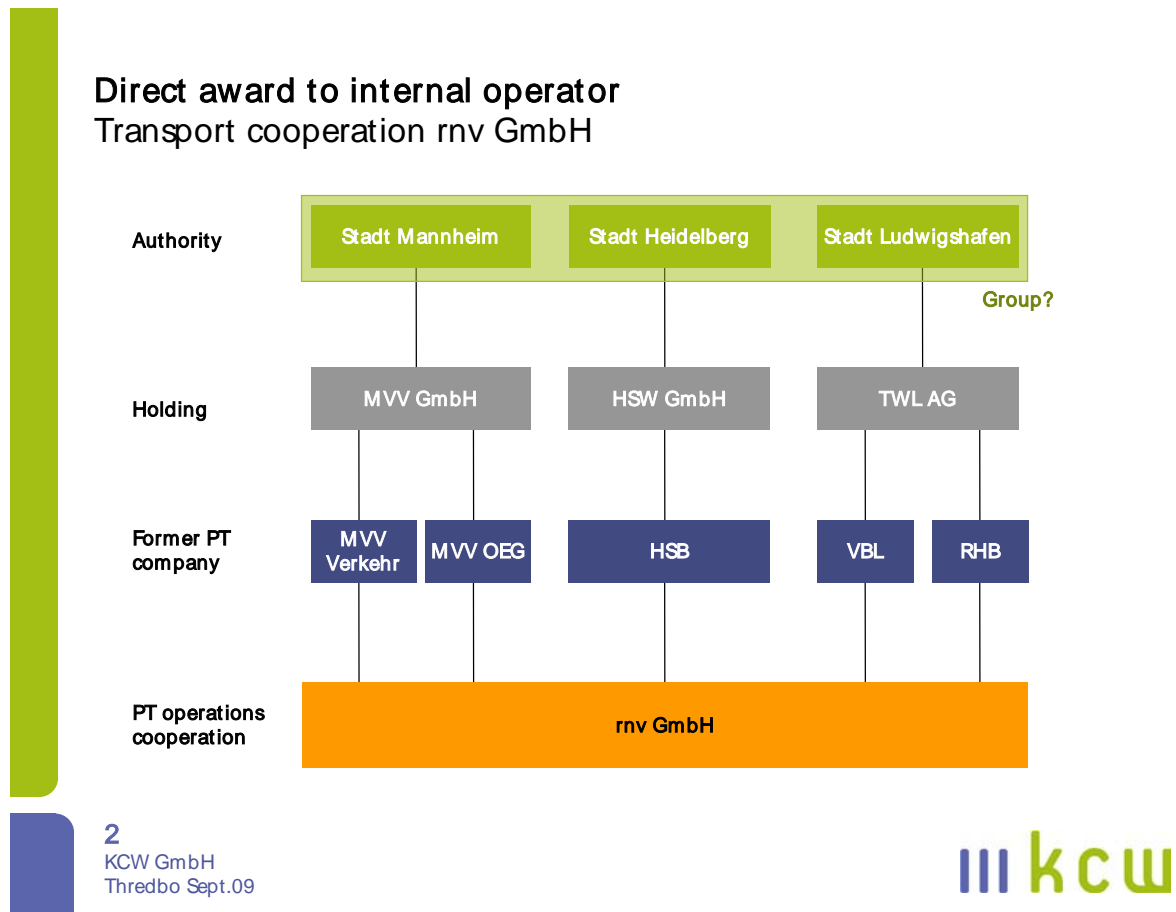 Direct award to internal operator
Transport cooperation rnv GmbH
Authority
Stadt Mannheim
Stadt Heidelberg
Stadt Ludwigshafen
Group?
Holding
MVV GmbH
HSW GmbH
TWL AG
Former PT
company
MVV
Verkehr
MVV OEG
HSB
VBL
RHB
PT operations
cooperation
rnv GmbH
2
KCW GmbH
Thredbo Sept.09
kcw